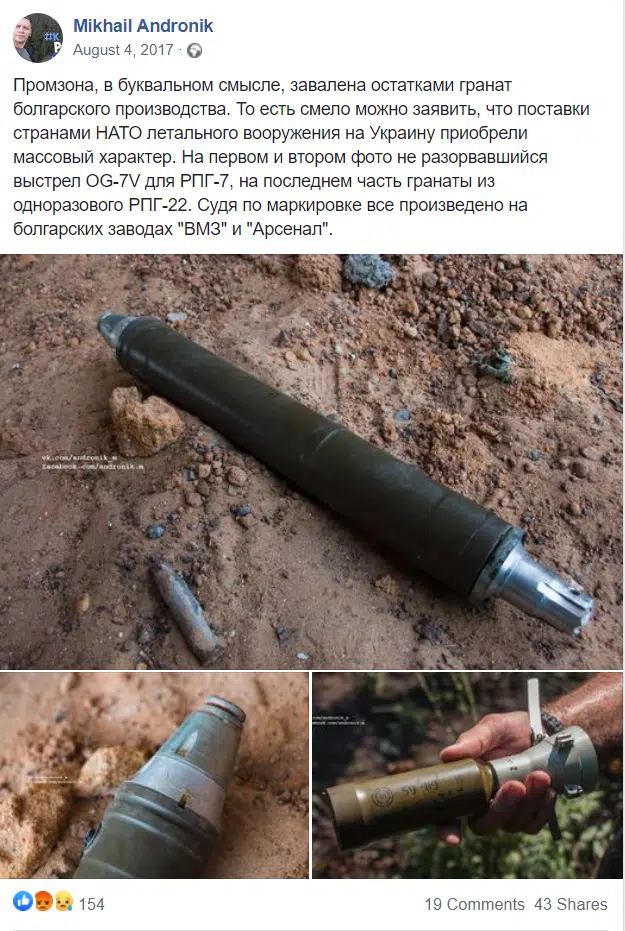 Mikhail Andronik
August 4, 2017 ·
Промзона, в буквальном смысле, завалена остатками гранат
болгарского производства. То есть смело можно заявить, что поставки
странами НАТО летального вооружения на Украину приобрели
массовый характер. На первом и втором фото не разорвавшийся
выстрел OG-7V для РПГ-7, на последнем часть гранаты из
одноразового РПГ-22. Судя по маркировке все произведено на
болгарских заводах "ВМЗ" и "Арсенал".
vk.com/andronik_m
facebook.com/andronik.m
154
19 Comments 43 Shares